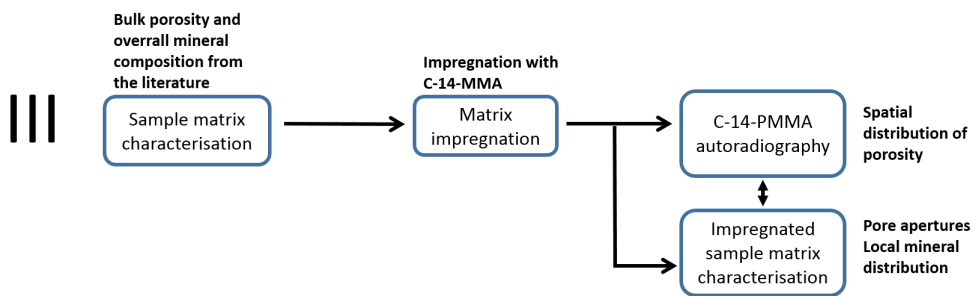 Bulk porosity and
overrall mineral
composition from
the literature
III
Sample matrix
characterisation
Impregnation with
C-14-MMA
Matrix
impregnation
C-14-PMMA
autoradiography
Spatial
distribution of
porosity
Impregnated
sample matrix
characterisation
Pore apertures
Local mineral
distribution